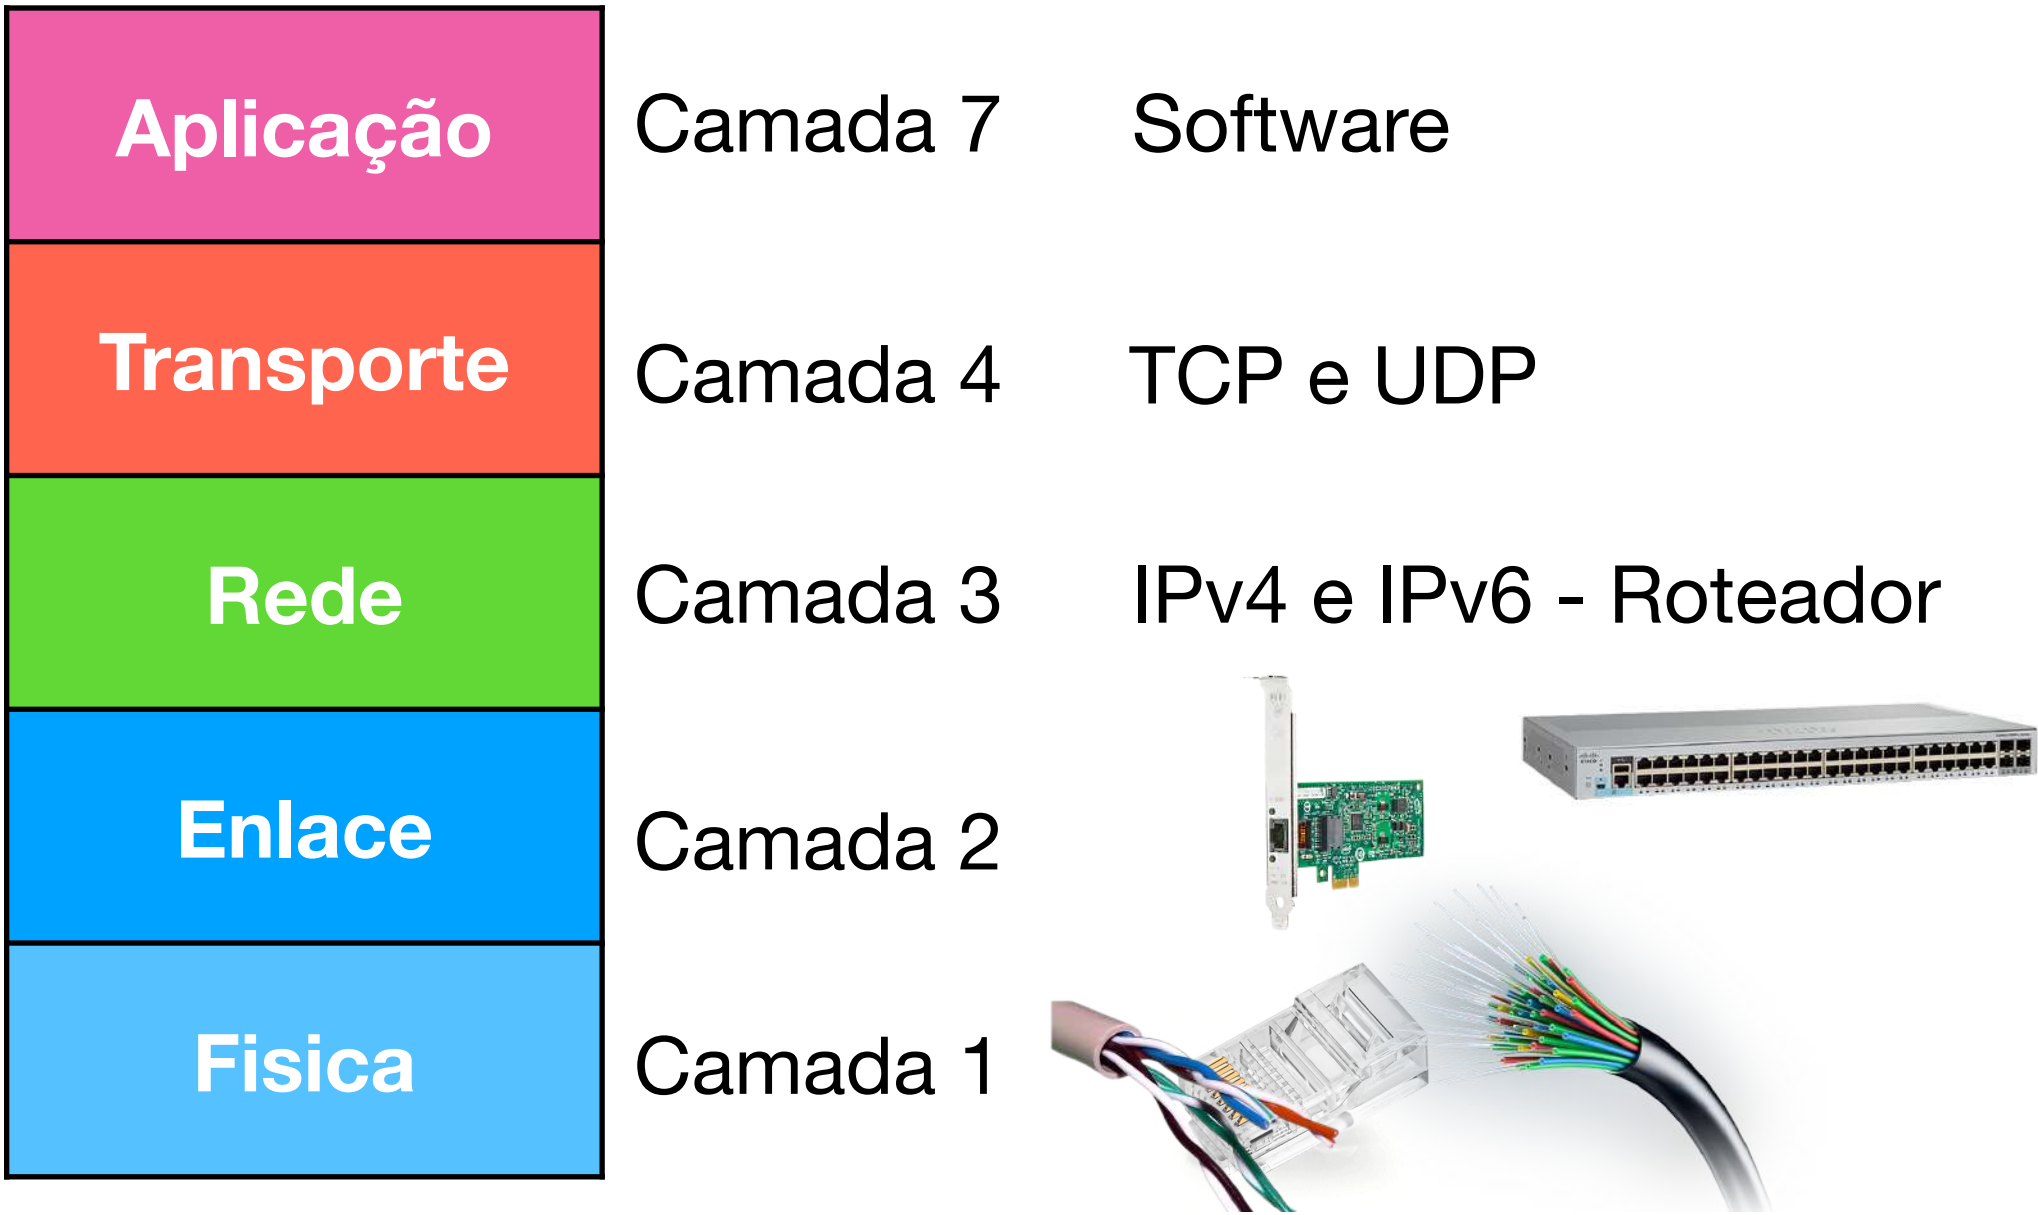 Aplicação Camada 7 Software
Transporte Camada 4 TCP e UDP
Rede Camada 3 IPv4 e IPv6 - Roteador
Enlace Camada 2
Fisica Camada 1